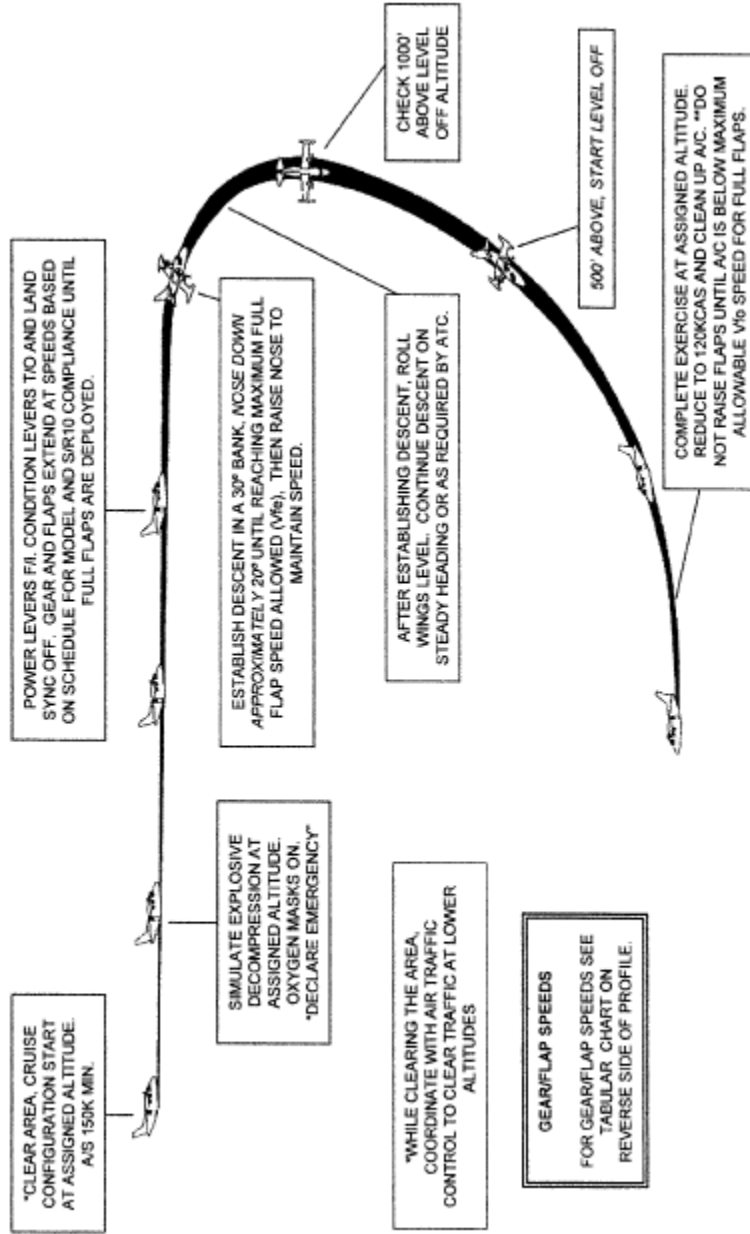 *CLEAR AREA, CRUISE
CONFIGURATION START
AT ASSIGNED ALTITUDE.
A/S 150K MIN.
SIMULATE EXPLOSIVE
DECOMPRESSION AT
ASSIGNED ALTITUDE.
OXYGEN MASKS ON.
*DECLARE EMERGENCY"
POWER LEVERS F/I. CONDITION LEVERS T/O AND LAND
SYNC OFF. GEAR AND FLAPS EXTEND AT SPEEDS BASED
ON SCHEDULE FOR MODEL AND S/R10 COMPLIANCE UNTIL
FULL FLAPS ARE DEPLOYED.
ESTABLISH DESCENT IN A 30º BANK, NOSE DOWN
APPROXIMATELY 20º UNTIL REACHING MAXIMUM FULL
FLAP SPEED ALLOWED (Vfe), THEN RAISE NOSE TO
MAINTAIN SPEED.
AFTER ESTABLISHING DESCENT, ROLL
WINGS LEVEL. CONTINUE DESCENT ON
STEADY HEADING OR AS REQUIRED BY ATC.
CHECK 1000'
ABOVE LEVEL
OFF ALTITUDE
500' ABOVE, START LEVEL OFF
COMPLETE EXERCISE AT ASSIGNED ALTITUDE.
REDUCE TO 120KCAS AND CLEAN UP A/C. **DO
NOT RAISE FLAPS UNTIL A/C IS BELOW MAXIMUM
ALLOWABLE Vfo SPEED FOR FULL FLAPS.
*WHILE CLEARING THE AREA,
COORDINATE WITH AIR TRAFFIC
CONTROL TO CLEAR TRAFFIC AT LOWER
ALTITUDES
GEAR/FLAP SPEEDS
FOR GEAR/FLAP SPEEDS SEE
TABULAR CHART ON
REVERSE SIDE OF PROFILE.